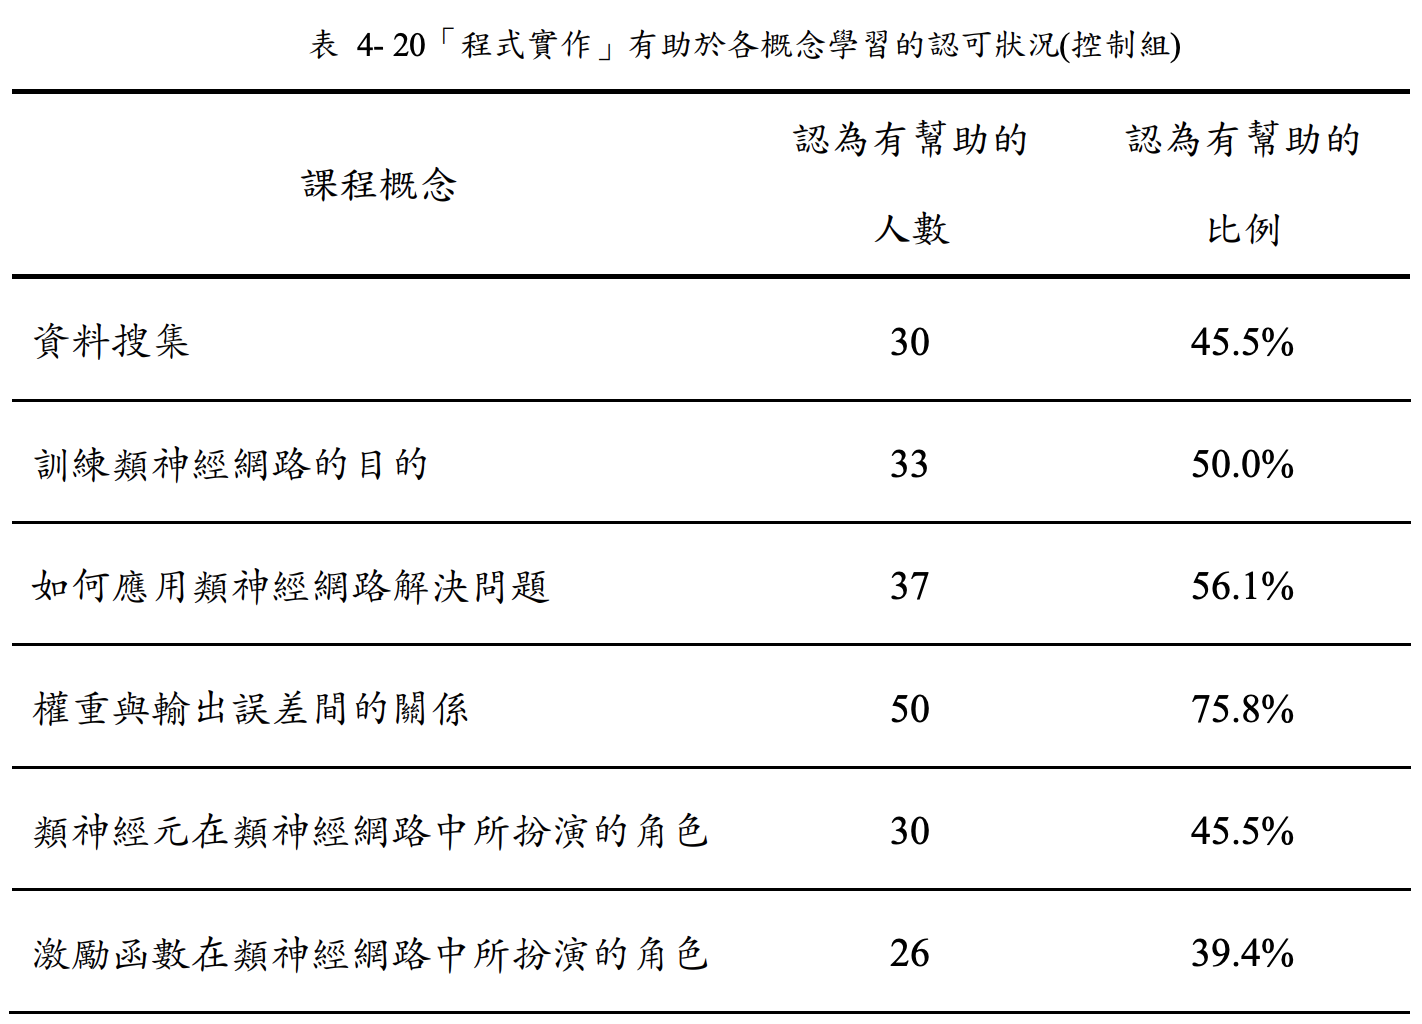 表 4- 20「程式實作」有助於各概念學習的認可狀況(控制組)
課程概念 認為有幫助的人數 認為有幫助的比例
資料搜集 30 45.5%
訓練類神經網路的目的 33 50.0%
如何應用類神經網路解決問題 37 56.1%
權重與輸出誤差間的關係 50 75.8%
類神經元在類神經網路中所扮演的角色 30 45.5%
激勵函數在類神經網路中所扮演的角色 26 39.4%